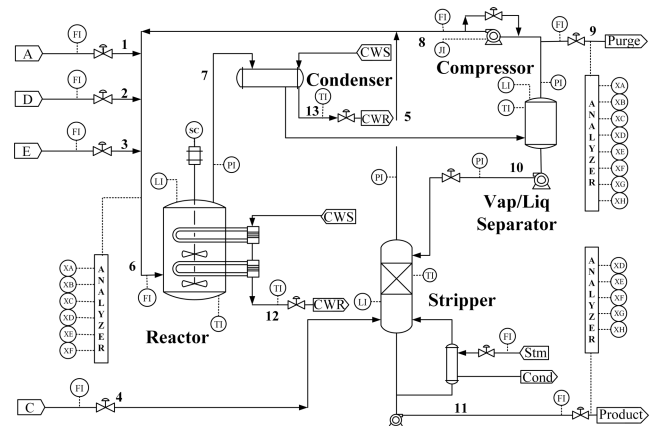 FI
8
FI
9
Purge
A
FI
1
JI
Compressor
7
CWS
Condenser
TI
13
CWR
5
LI
PI
TI
D
FI
2
E
FI
3
SC
PI
LI
PI
10
PI
Vap/Liq
Separator
ANALYZER
XA
XB
XC
XD
XE
XF
XG
XH
CWS
6
FI
TI
12
CWR
TI
Reactor
ANALYZER
XA
XB
XC
XD
XE
XF
TI
LI
Stripper
ANALYZER
XD
XE
XF
XG
XH
FI
Stm
Cond
C
FI
4
11
FI
Product